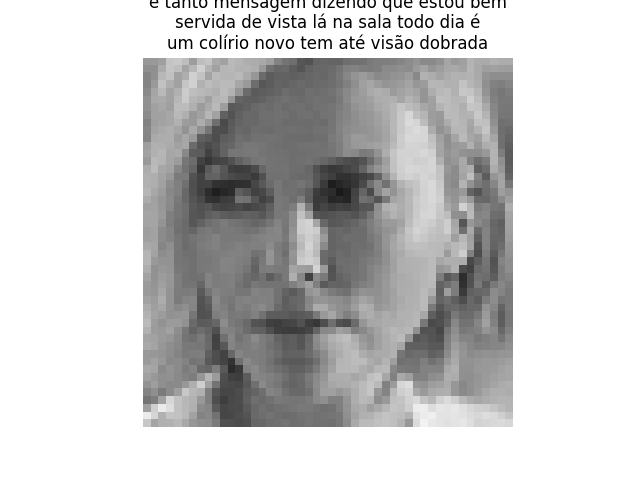 é tanto mensagem dizendo que estou bem
servida de vista lá na sala todo dia é
um colírio novo tem até visão dobrada